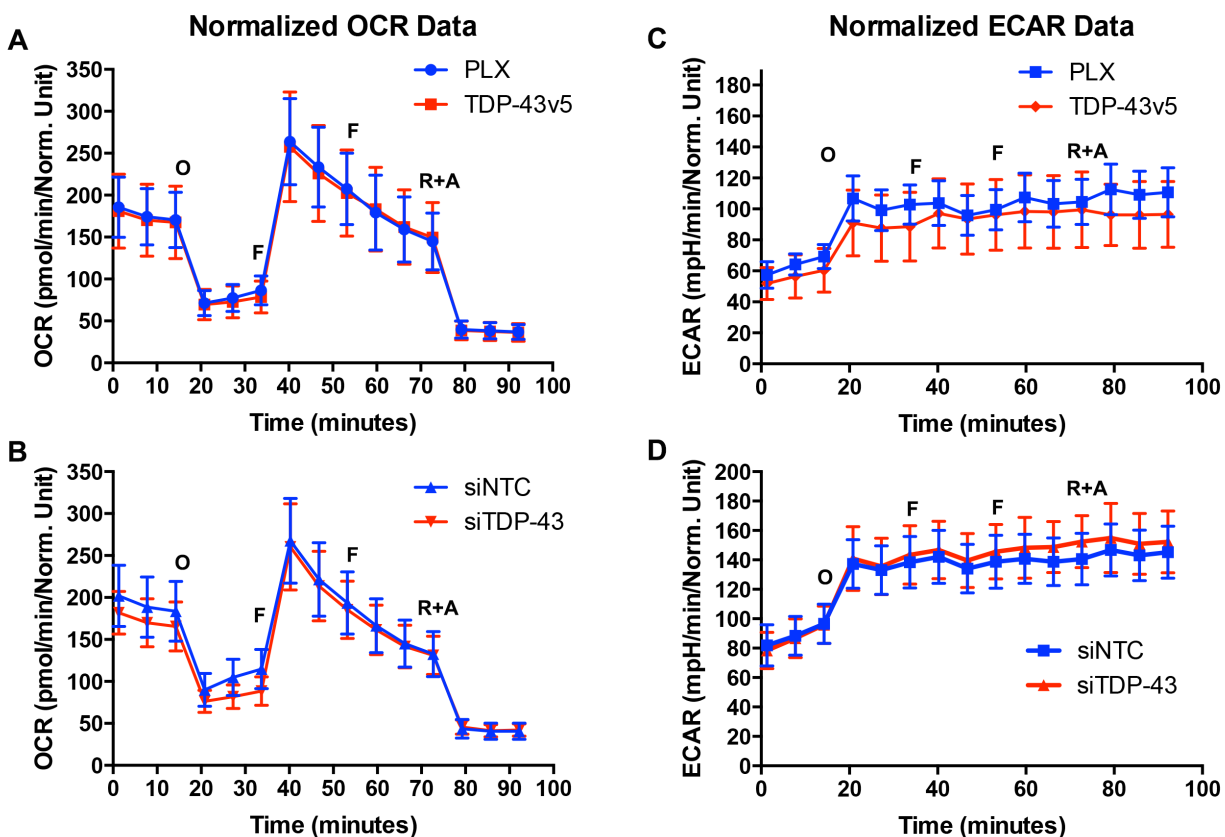 Normalized OCR Data
A
350
300
250
200
150
100
50
0
OCR (pmol/min/Norm. Unit)
PLX
TDP-43v5
O
F
F
R+A
0 10 20 30 40 50 60 70 80 90 100
Time (minutes)
B
350
300
250
200
150
100
50
0
OCR (pmol/min/Norm. Unit)
siNTC
siTDP-43
O
F
F
R+A
0 10 20 30 40 50 60 70 80 90 100
Time (minutes)
Normalized ECAR Data
C
180
160
140
120
100
80
60
40
20
0
ECAR (mpH/min/Norm. Unit)
PLX
TDP-43v5
O
F
F
R+A
0 20 40 60 80 100
Time (minutes)
D
200
180
160
140
120
100
80
60
40
20
0
ECAR (mpH/min/Norm. Unit)
F
F
R+A
O
siNTC
siTDP-43
0 20 40 60 80 100
Time (minutes)